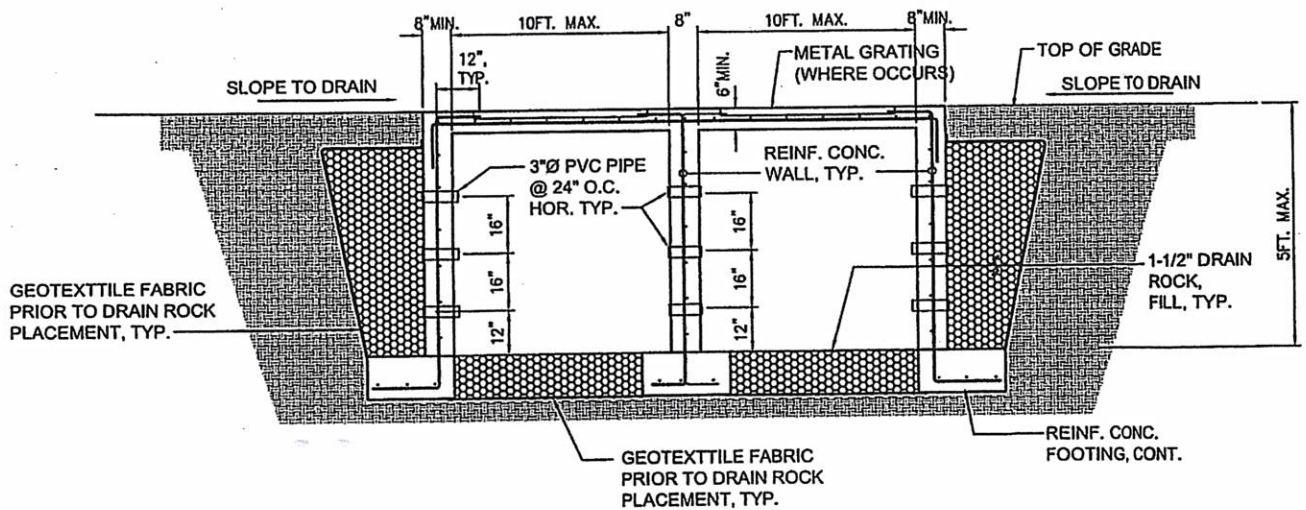 8"MIN.
10FT. MAX.
8"
10FT. MAX.
8"MIN.
12",
TYP.
6"MIN.
METAL GRATING
(WHERE OCCURS)
TOP OF GRADE
SLOPE TO DRAIN
SLOPE TO DRAIN
3"Ø PVC PIPE
@ 24" O.C.
HOR. TYP.
REINF. CONC.
WALL, TYP.
16"
16"
12"
16"
16"
12"
5FT. MAX.
1-1/2" DRAIN
ROCK,
FILL, TYP.
GEOTEXTTILE FABRIC
PRIOR TO DRAIN ROCK
PLACEMENT, TYP.
GEOTEXTTILE FABRIC
PRIOR TO DRAIN ROCK
PLACEMENT, TYP.
REINF. CONC.
FOOTING, CONT.